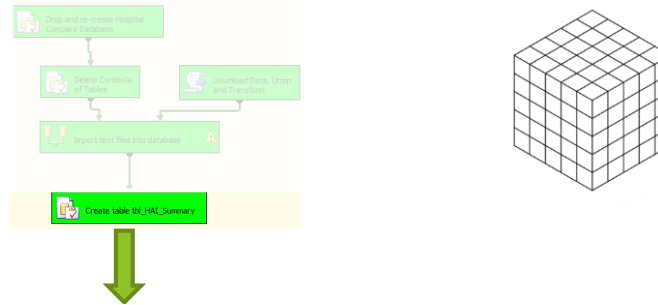 Drop and re-create Hospital
Compare Database
Delete Contents
of Tables
Download Data, Unzip
and Transform
Import text files into database
Create table tbl_HAI_Summary